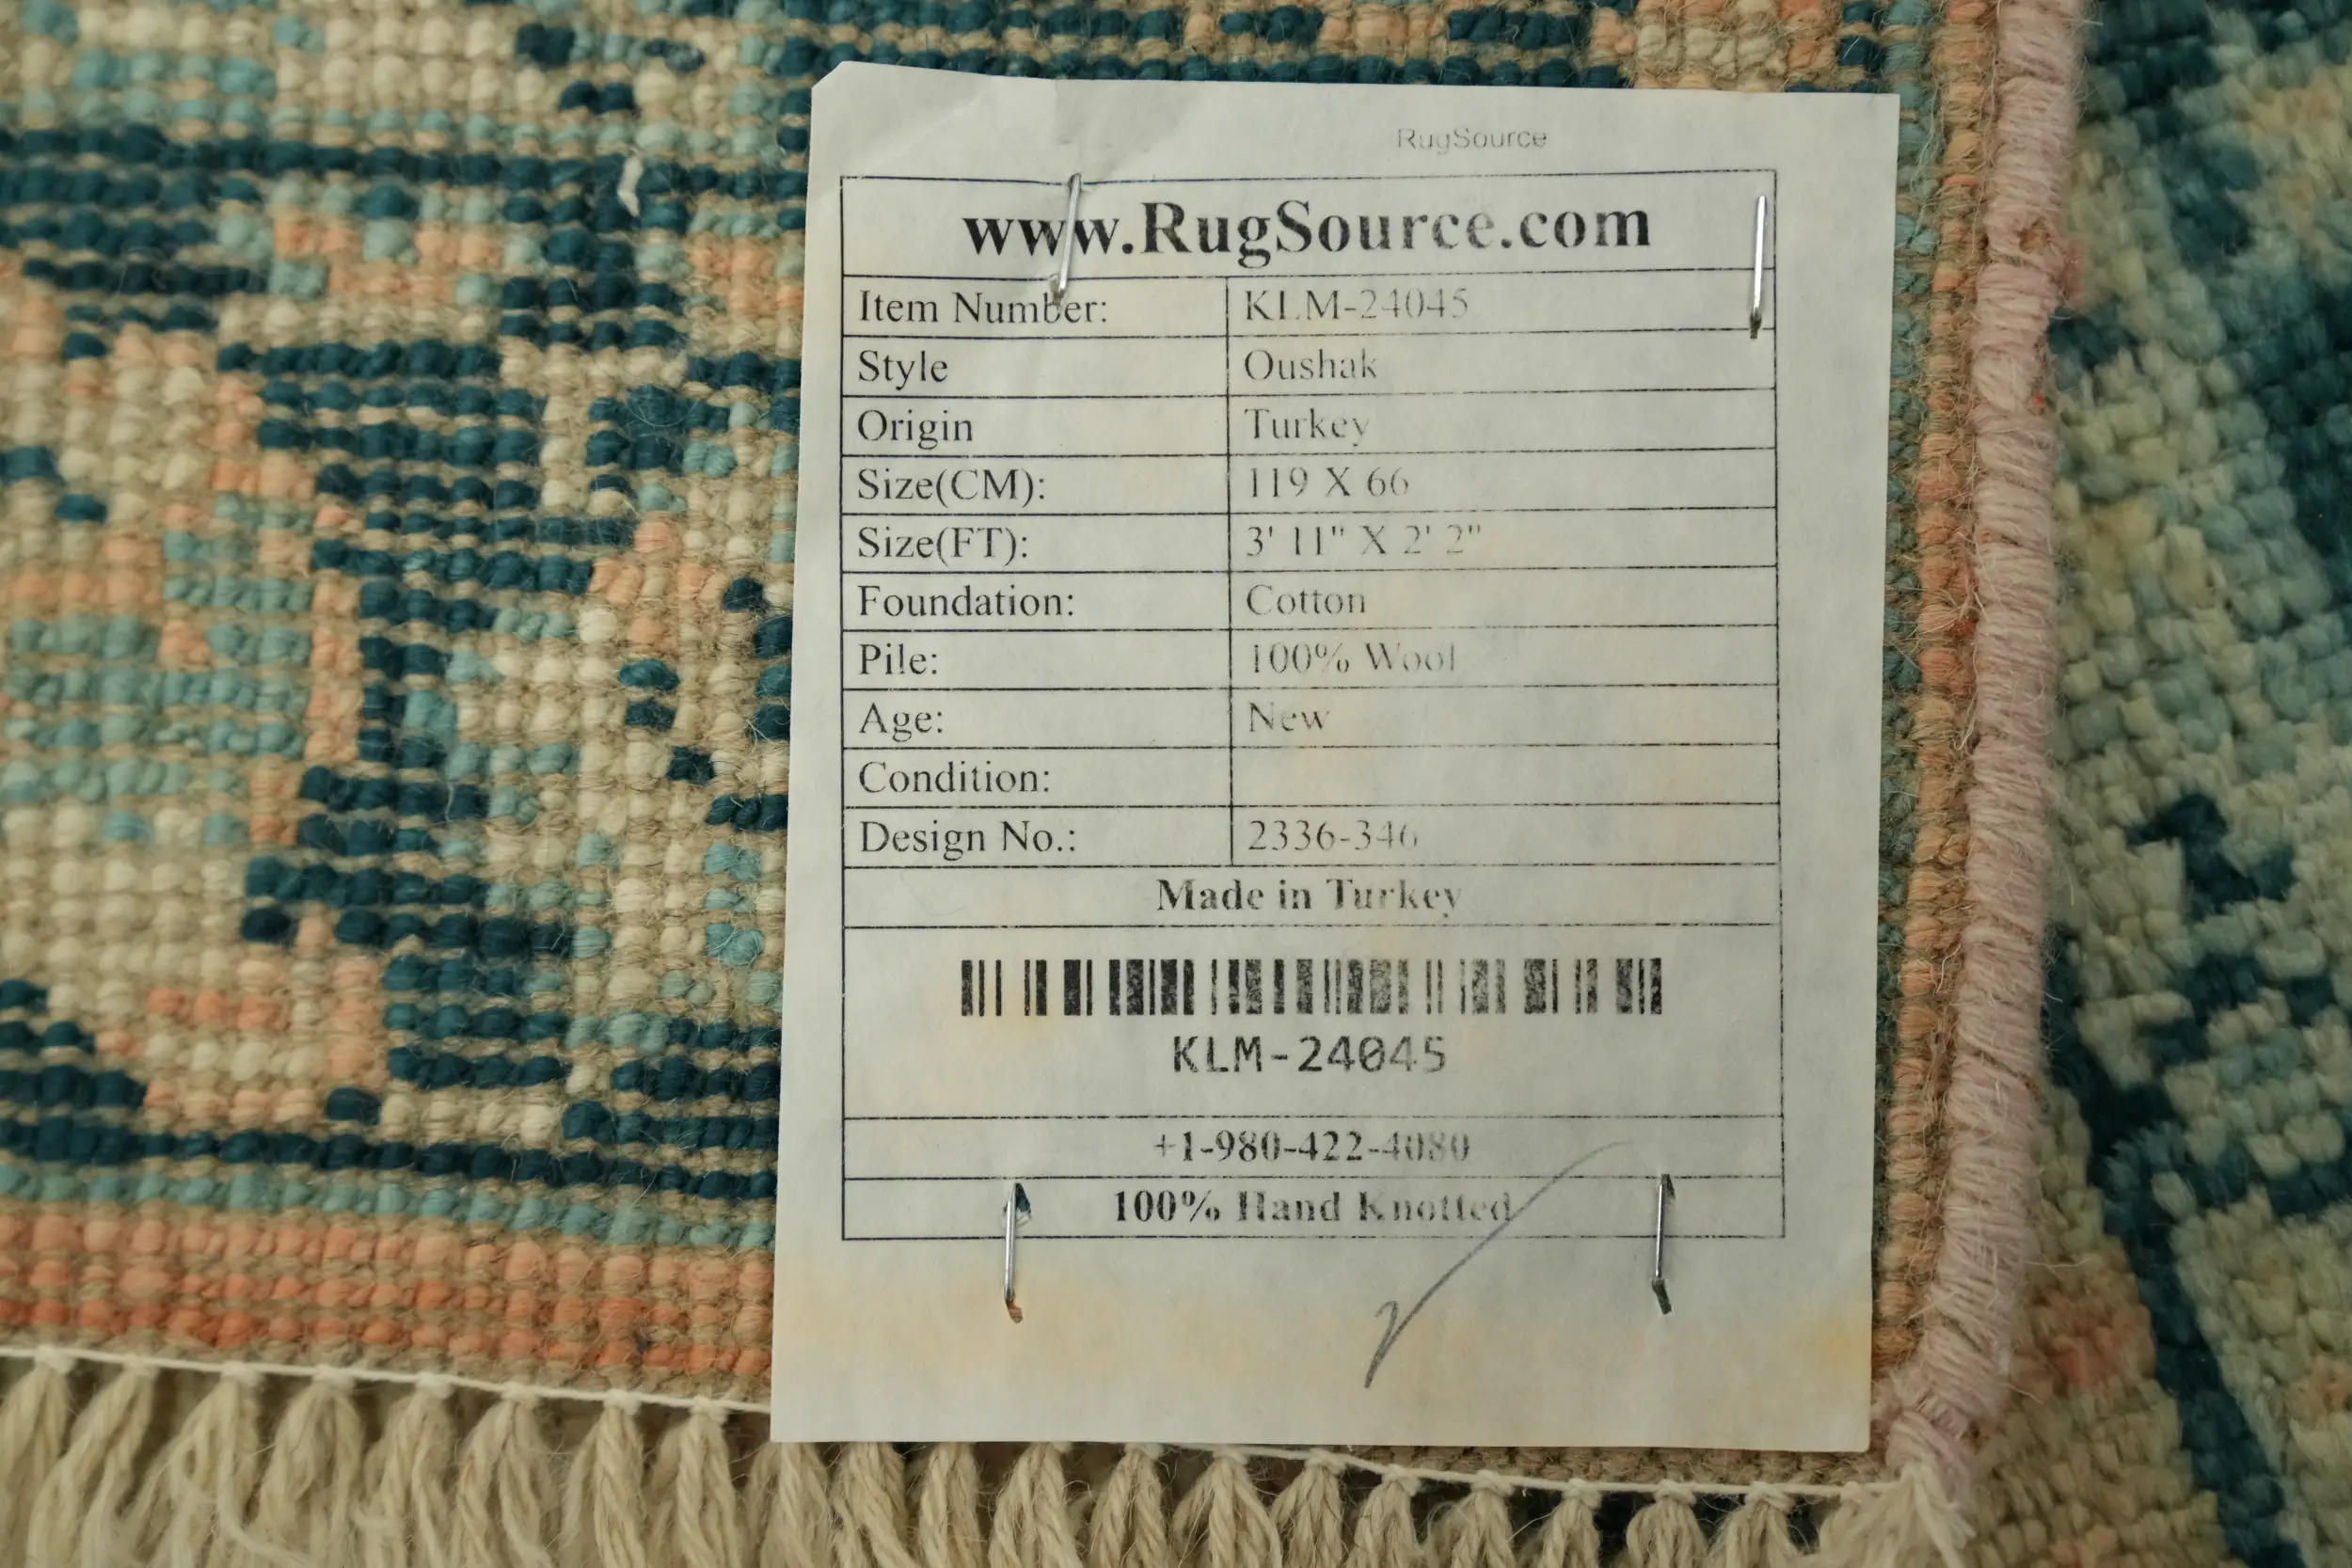 RugSource
www.RugSource.com
Item Number: KLM-24045
Style Oushak
Origin Turkey
Size(CM): 119 X 66
Size(FT): 3' 11" X 2' 2"
Foundation: Cotton
Pile: 100% Wool
Age: New
Condition:
Design No.: 2336-346
Made in Turkey
KLM-24045
+1-980-422-4080
100% Hand Knotted